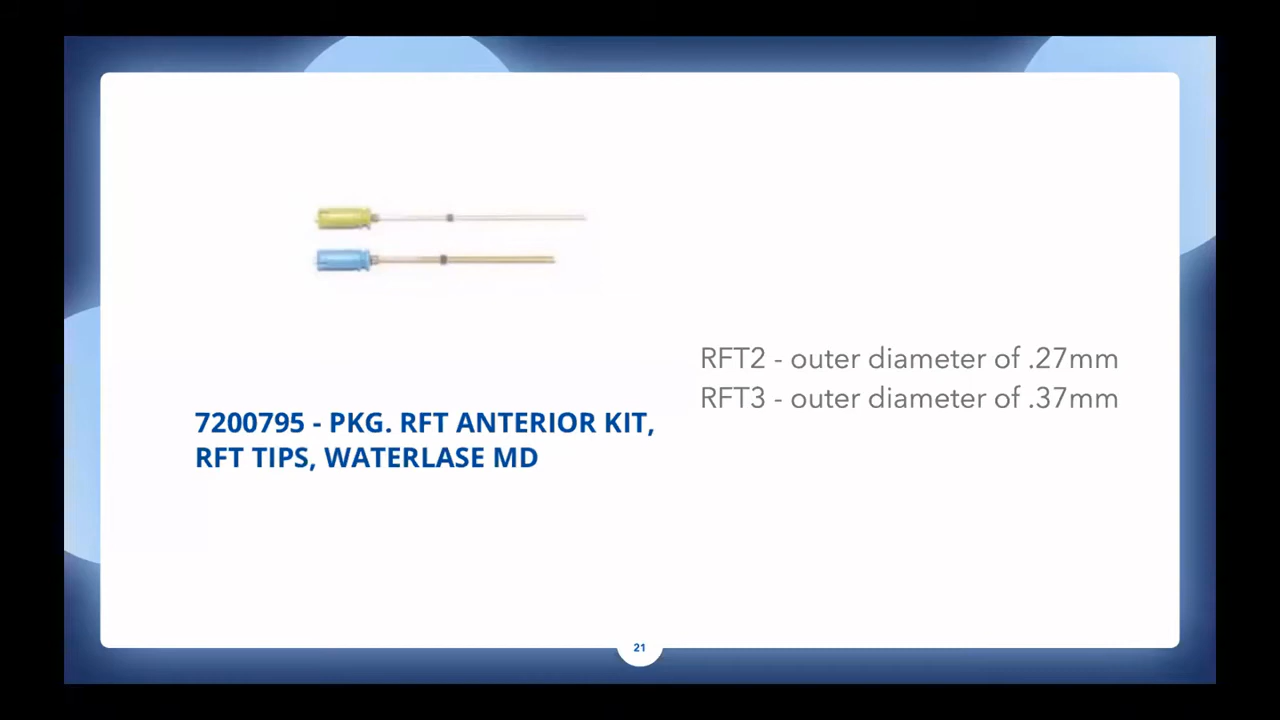 7200795 - PKG. RFT ANTERIOR KIT,
RFT TIPS, WATERLASE MD
RFT2 - outer diameter of .27mm
RFT3 - outer diameter of .37mm
21